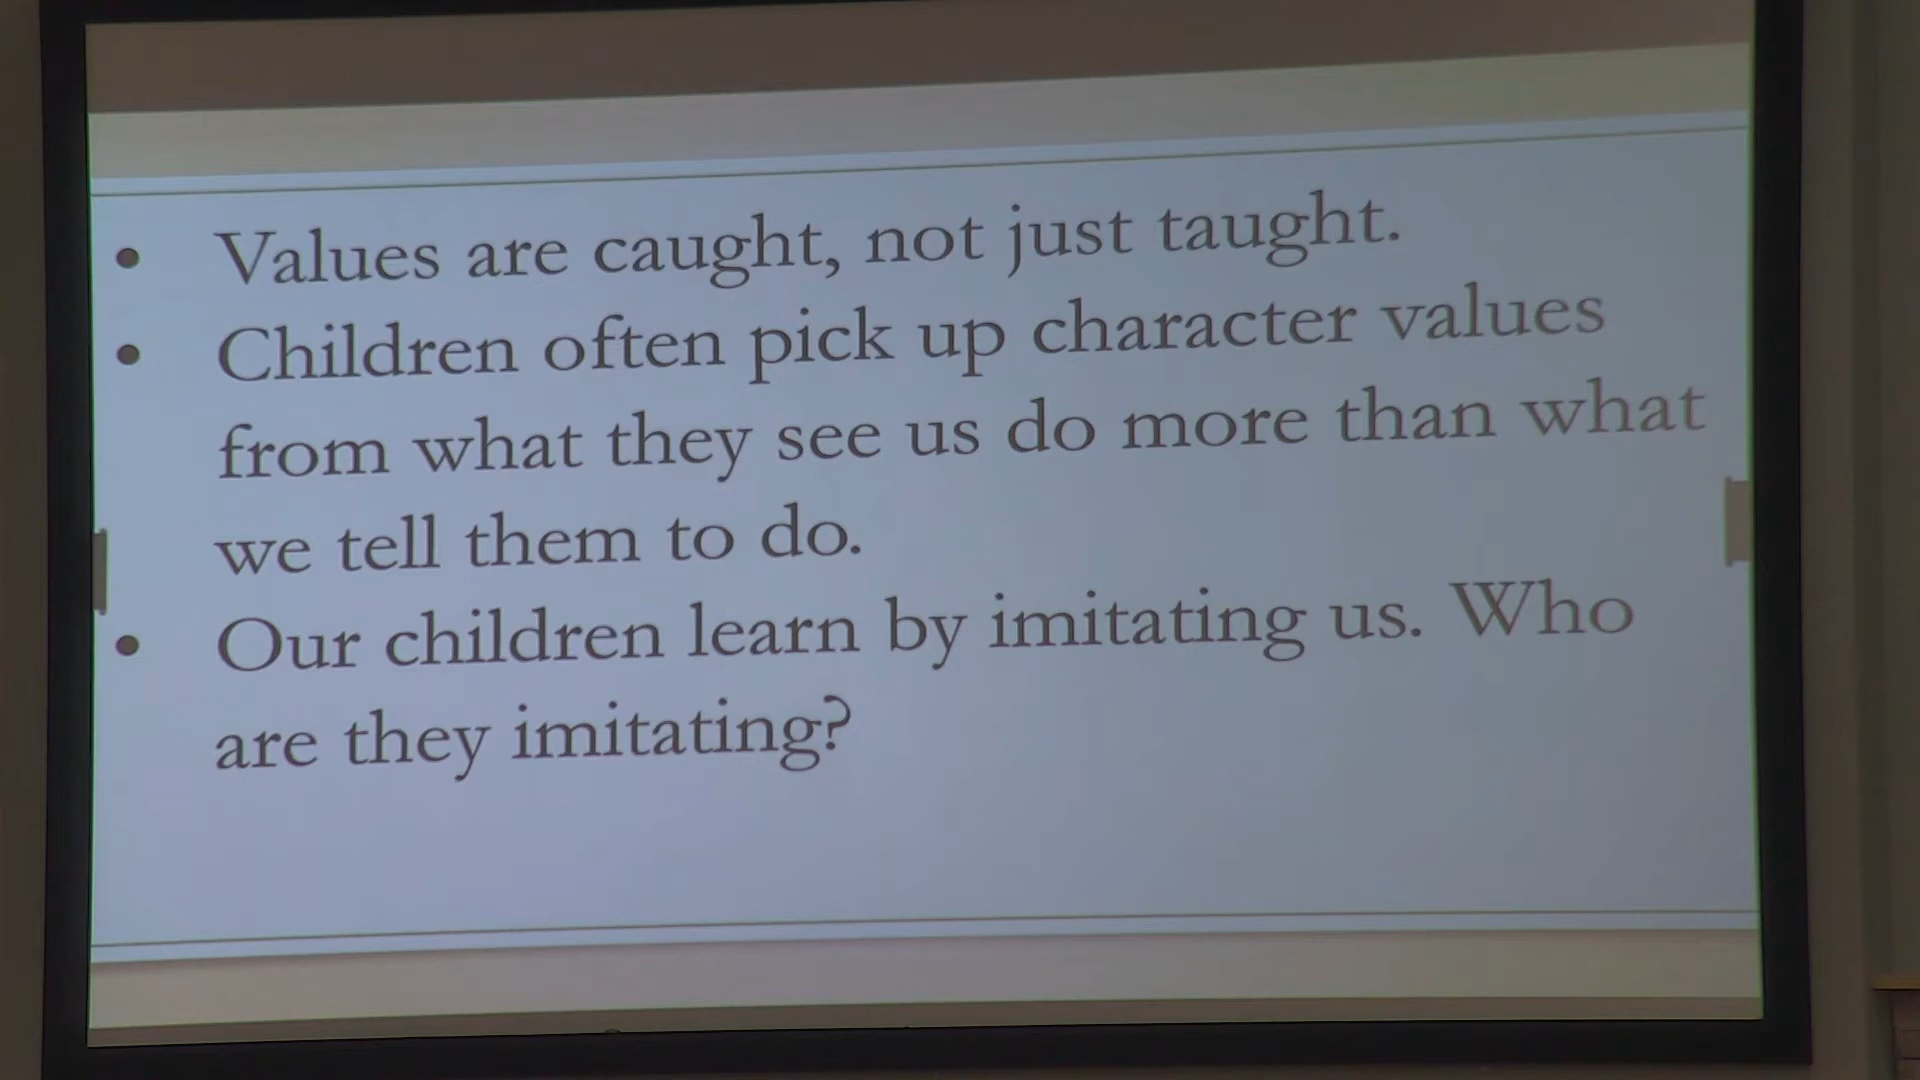 • Values are caught, not just taught.
• Children often pick up character values
from what they see us do more than what
we tell them to do.
• Our children learn by imitating us. Who
are they imitating?